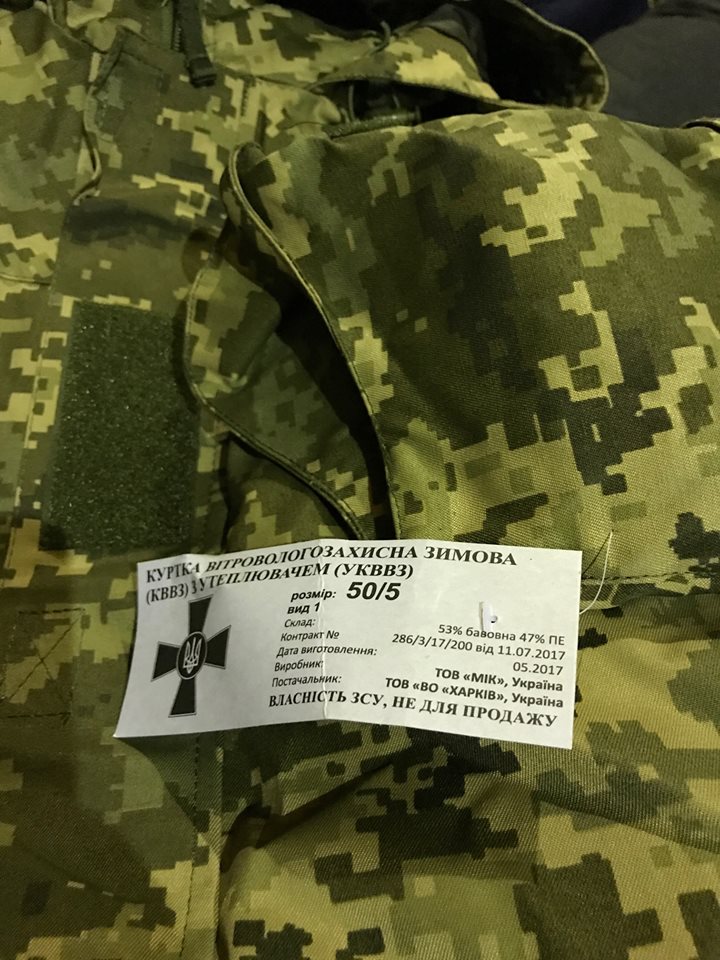 КУРТКА ВІТРОВОЛОГОЗАХИСНА ЗИМОВА
(КВВЗ) З УТЕПЛЮВАЧЕМ (УКВВЗ)
розмір: 50/5
вид 1
Склад: 53% бавовна 47% ПЕ
Контракт № 286/3/17/200 від 11.07.2017
Дата виготовлення: 05.2017
Виробник: ТОВ «МІК», Україна
Постачальник: ТОВ «ВО «ХАРКІВ», Україна
ВЛАСНІСТЬ ЗСУ, НЕ ДЛЯ ПРОДАЖУ